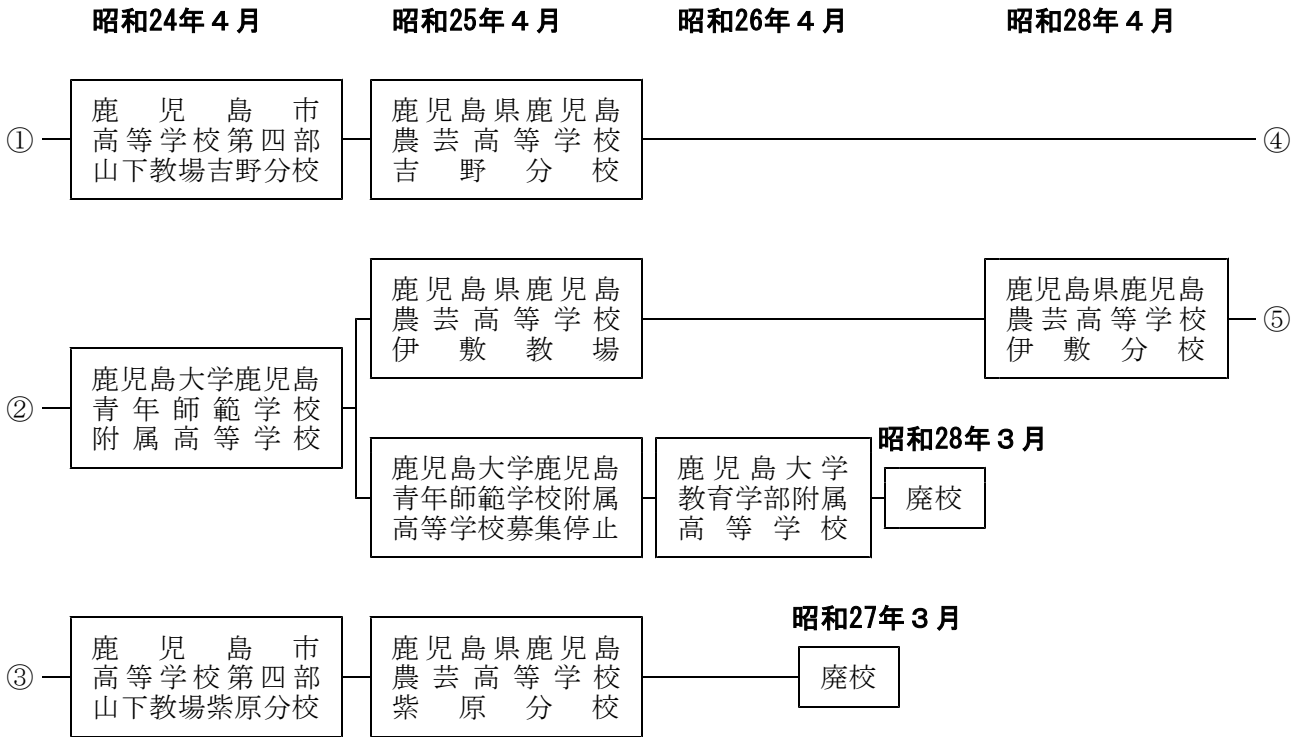 昭和24年4月
昭和25年4月
昭和26年4月
昭和28年4月
①
鹿児島市
高等学校第四部
山下教場吉野分校
鹿児島県鹿児島
農芸高等学校
吉野分校
④
②
鹿児島大学鹿児島
青年師範学校
附属高等学校
鹿児島県鹿児島
農芸高等学校
伊敷教場
鹿児島県鹿児島
農芸高等学校
伊敷分校
⑤
鹿児島大学鹿児島
青年師範学校附属
高等学校募集停止
鹿児島大学
教育学部附属
高等学校
昭和28年3月
廃校
③
鹿児島市
高等学校第四部
山下教場紫原分校
鹿児島県鹿児島
農芸高等学校
紫原分校
昭和27年3月
廃校